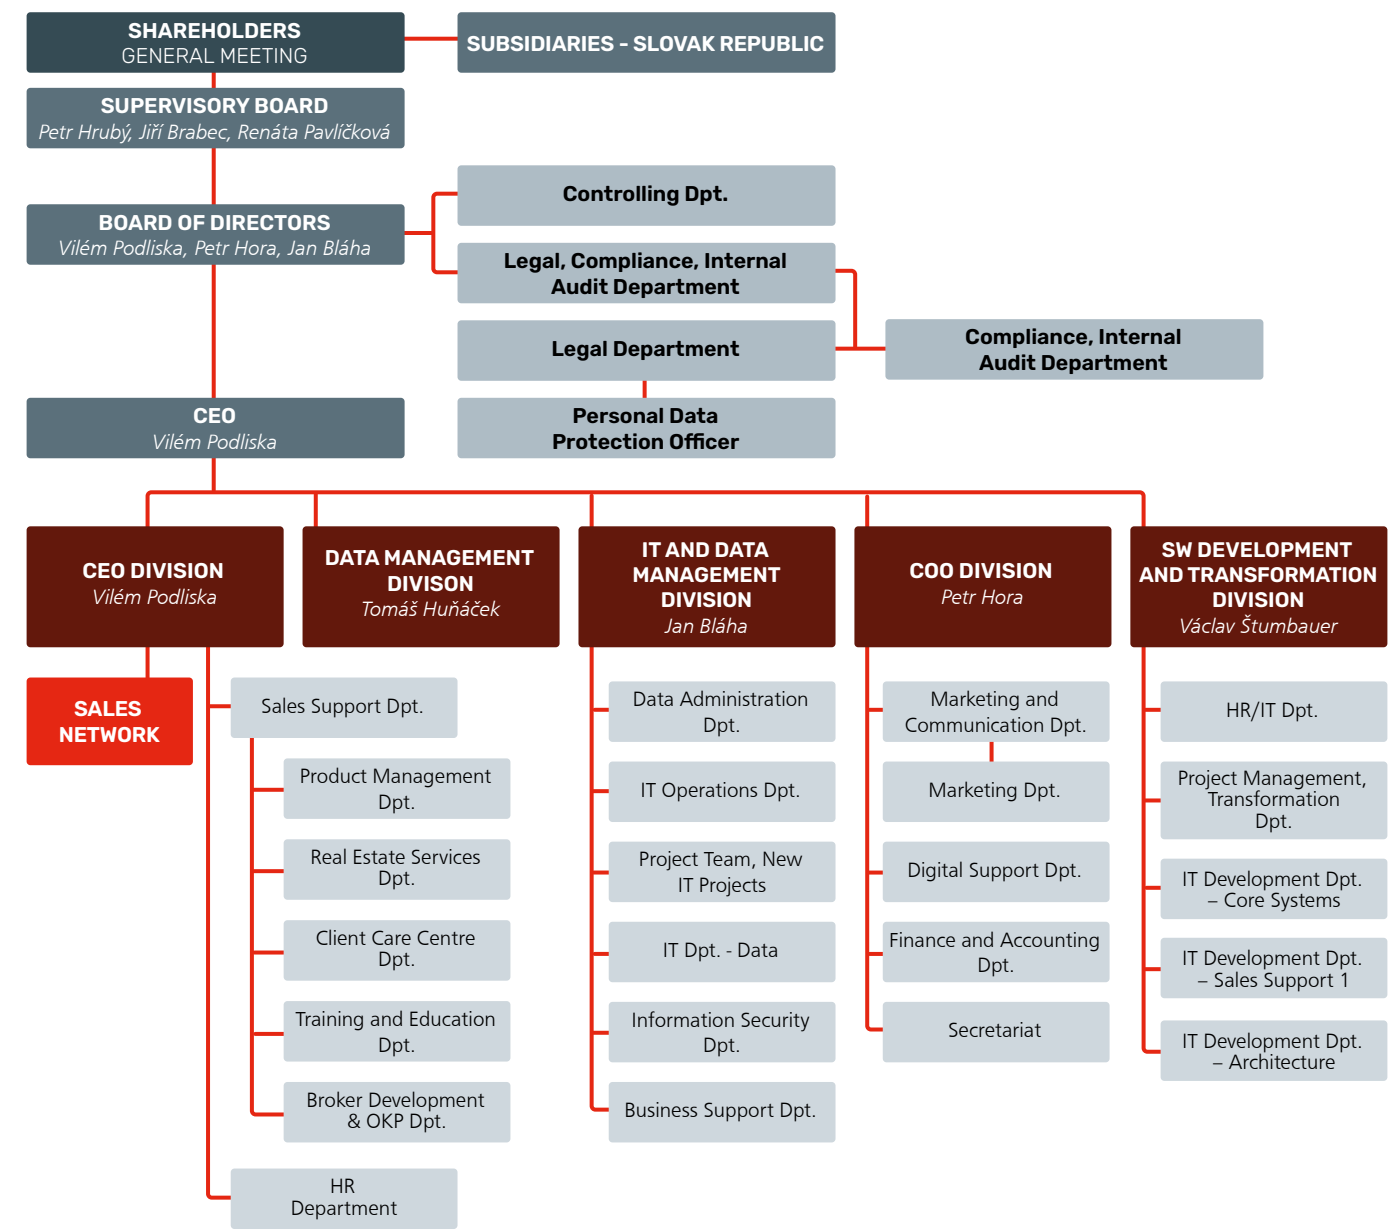 SHAREHOLDERS
GENERAL MEETING
SUBSIDIARIES - SLOVAK REPUBLIC
SUPERVISORY BOARD
Petr Hrubý, Jiří Brabec, Renáta Pavlíčková
BOARD OF DIRECTORS
Vilém Podliska, Petr Hora, Jan Bláha
Controlling Dpt.
Legal, Compliance, Internal
Audit Department
Legal Department
Compliance, Internal
Audit Department
Personal Data
Protection Officer
CEO
Vilém Podliska
CEO DIVISION
Vilém Podliska
DATA MANAGEMENT
DIVISON
Tomáš Huňáček
IT AND DATA
MANAGEMENT
DIVISION
Jan Bláha
COO DIVISION
Petr Hora
SW DEVELOPMENT
AND TRANSFORMATION
DIVISION
Václav Štumbauer
SALES
NETWORK
Sales Support Dpt.
Product Management
Dpt.
Real Estate Services
Dpt.
Client Care Centre
Dpt.
Training and Education
Dpt.
Broker Development
& OKP Dpt.
HR
Department
Data Administration
Dpt.
IT Operations Dpt.
Project Team, New
IT Projects
IT Dpt. - Data
Information Security
Dpt.
Business Support Dpt.
Marketing and
Communication Dpt.
Marketing Dpt.
Digital Support Dpt.
Finance and Accounting
Dpt.
Secretariat
HR/IT Dpt.
Project Management,
Transformation
Dpt.
IT Development Dpt.
– Core Systems
IT Development Dpt.
– Sales Support 1
IT Development Dpt.
– Architecture